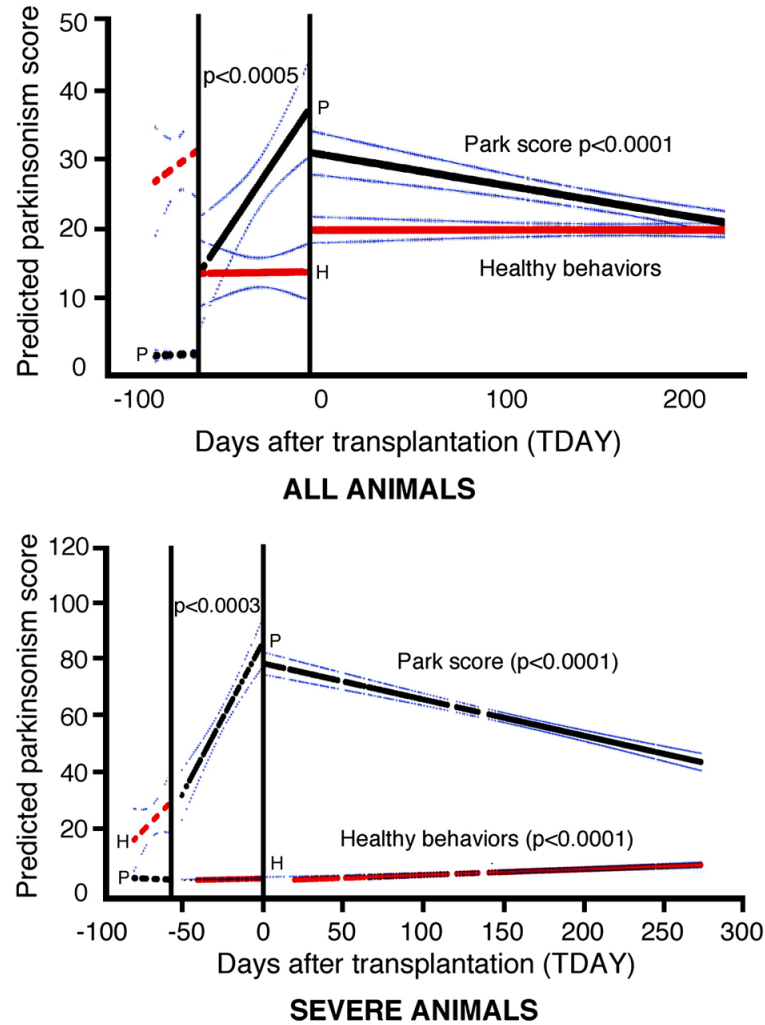 Predicted parkinsonism score
50
40
30
20
10
0
p<0.0005
P
Park score p<0.0001
H
Healthy behaviors
P
-100
0
100
200
Days after transplantation (TDAY)
ALL ANIMALS
Predicted parkinsonism score
120
100
80
60
40
20
0
p<0.0003
P
Park score (p<0.0001)
H
Healthy behaviors (p<0.0001)
H
P
-100
-50
0
50
100
150
200
250
300
Days after transplantation (TDAY)
SEVERE ANIMALS